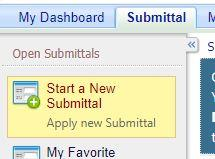 My Dashboard
Submittal
Open Submittals
Start a New
Submittal
Apply new Submittal
My Favorite